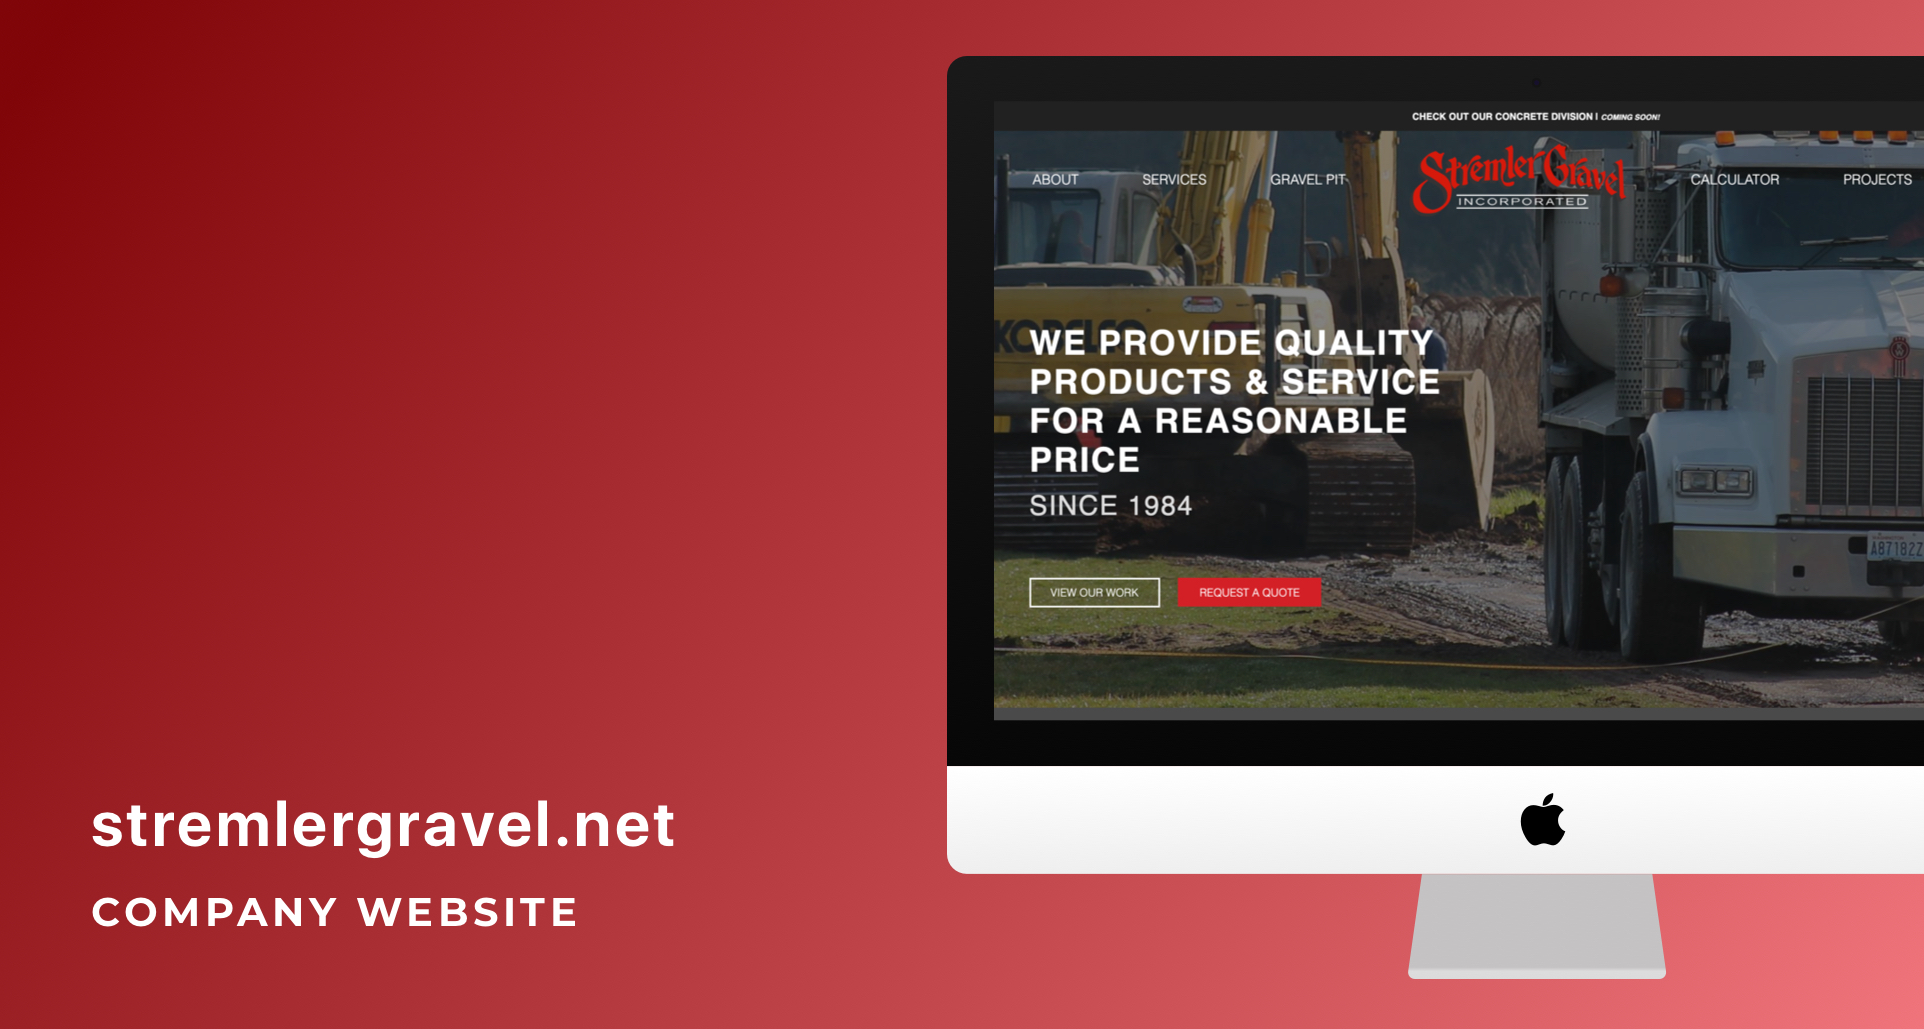 CHECK OUT OUR CONCRETE DIVISION | COMING SOON!
ABOUT SERVICES GRAVEL PIT Stremler Gravel CALCULATOR PROJECTS
INCORPORATED
KOBELCO
WE PROVIDE QUALITY
PRODUCTS & SERVICE
FOR A REASONABLE
PRICE
SINCE 1984
A87182Z
VIEW OUR WORK REQUEST A QUOTE
stremlergravel.net
COMPANY WEBSITE